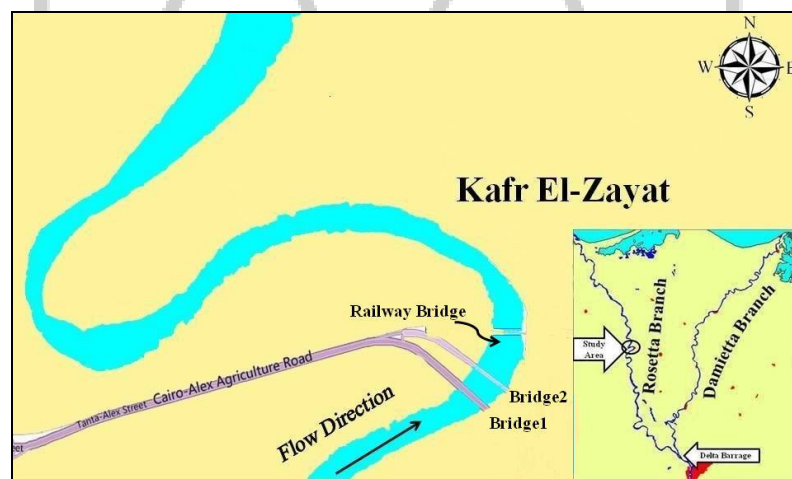 N
W
E
S
Kafr El-Zayat
Railway Bridge
Tanta-Alex Street
Cairo-Alex Agriculture Road
eet
Bridge2
Bridge1
Flow Direction
Study
Area
Rosetta Branch
Damietta Branch
Delta Barrage